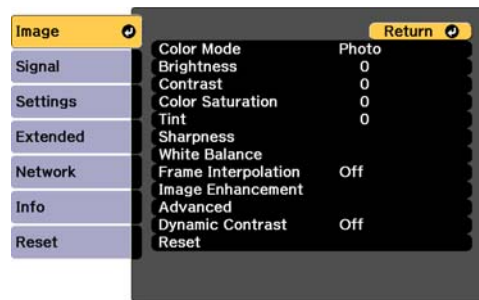 Image
Signal
Settings
Extended
Network
Info
Reset
Return
Color Mode Photo
Brightness 0
Contrast 0
Color Saturation 0
Tint 0
Sharpness
White Balance
Frame Interpolation Off
Image Enhancement
Advanced
Dynamic Contrast Off
Reset